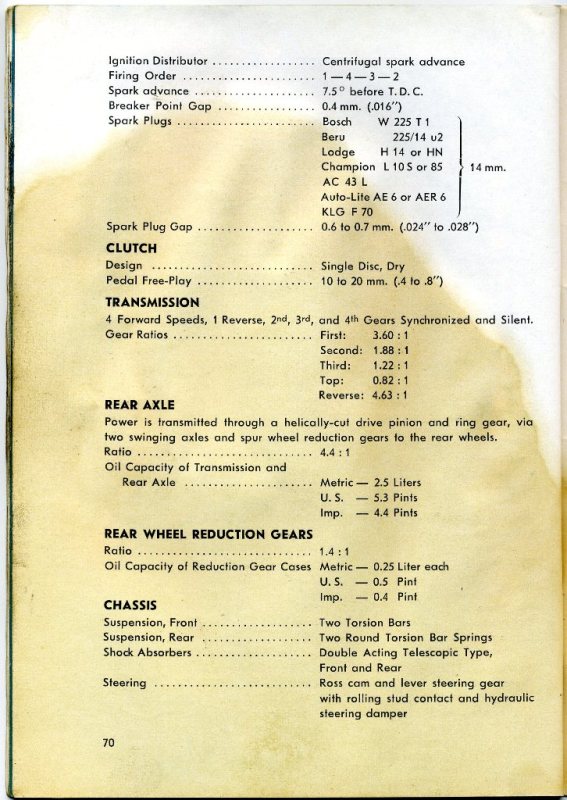 Ignition Distributor .................. Centrifugal spark advance
Firing Order ....................... 1 — 4 — 3 — 2
Spark advance ..................... 7.5° before T. D. C.
Breaker Point Gap ................. 0.4 mm. (.016″)
Spark Plugs ........................ Bosch W 225 T 1
Beru 225/14 u2
Lodge H 14 or HN
Champion L 10 S or 85 14 mm.
AC 43 L
Auto-Lite AE 6 or AER 6
KLG F 70
Spark Plug Gap .................... 0.6 to 0.7 mm. (.024″ to .028″)
CLUTCH
Design ............................ Single Disc, Dry
Pedal Free-Play .................... 10 to 20 mm. (.4 to .8″)
TRANSMISSION
4 Forward Speeds, 1 Reverse, 2nd, 3rd, and 4th Gears Synchronized and Silent.
Gear Ratios ........................ First: 3.60 : 1
Second: 1.88 : 1
Third: 1.22 : 1
Top: 0.82 : 1
Reverse: 4.63 : 1
REAR AXLE
Power is transmitted through a helically-cut drive pinion and ring gear, via
two swinging axles and spur wheel reduction gears to the rear wheels.
Ratio .............................. 4.4 : 1
Oil Capacity of Transmission and
Rear Axle ...................... Metric — 2.5 Liters
U. S. — 5.3 Pints
Imp. — 4.4 Pints
REAR WHEEL REDUCTION GEARS
Ratio .............................. 1.4 : 1
Oil Capacity of Reduction Gear Cases Metric — 0.25 Liter each
U. S. — 0.5 Pint
Imp. — 0.4 Pint
CHASSIS
Suspension, Front ................... Two Torsion Bars
Suspension, Rear ................... Two Round Torsion Bar Springs
Shock Absorbers .................... Double Acting Telescopic Type,
Front and Rear
Steering ........................... Ross cam and lever steering gear
with rolling stud contact and hydraulic
steering damper
70